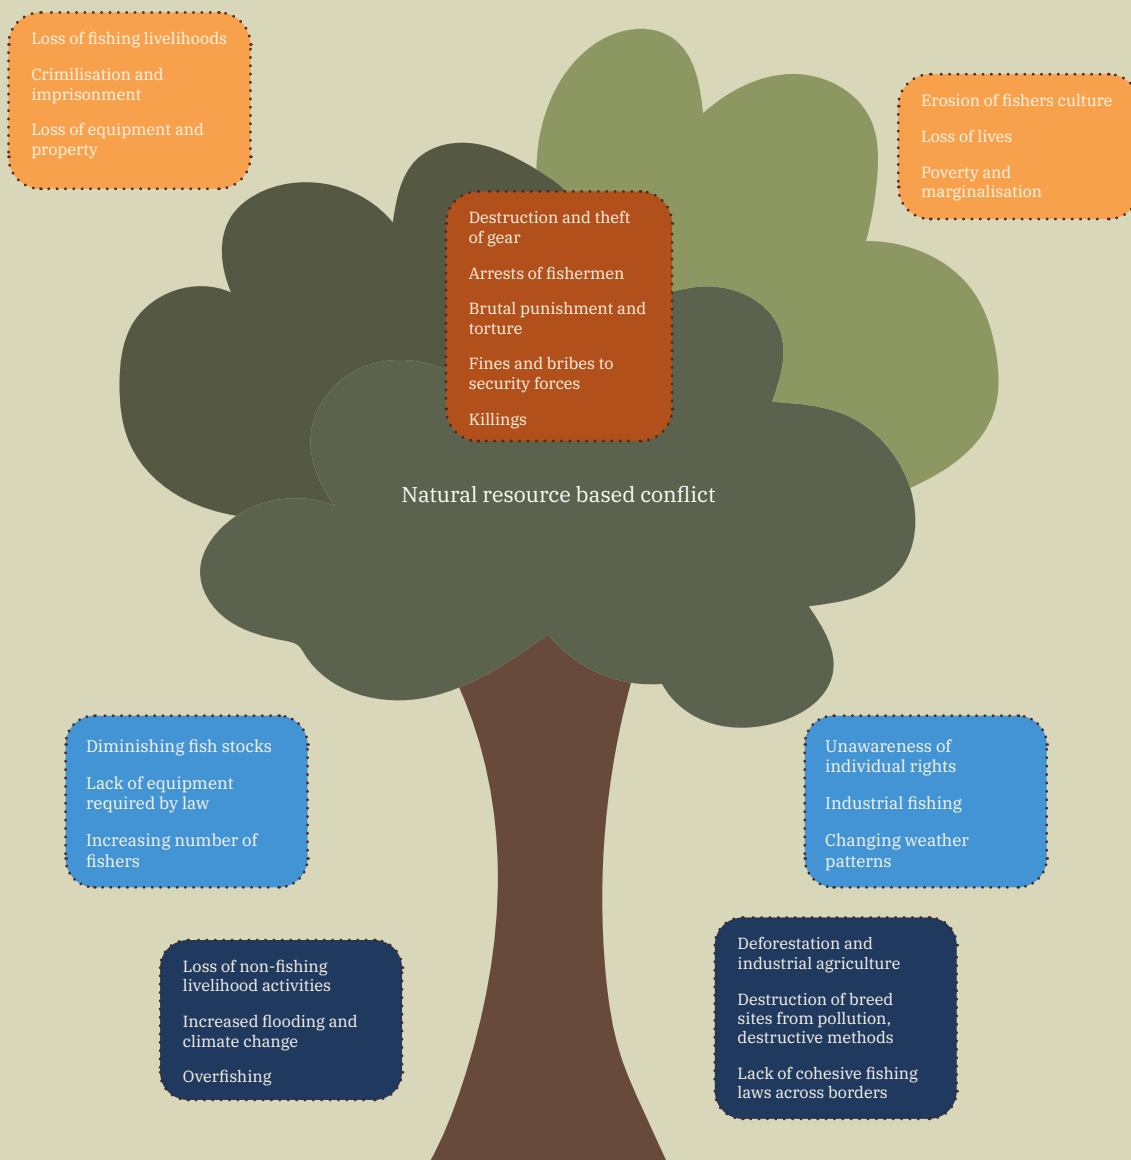 Loss of fishing livelihoods
Crimilisation and
imprisonment
Loss of equipment and
property
Erosion of fishers culture
Loss of lives
Poverty and
marginalisation
Destruction and theft
of gear
Arrests of fishermen
Brutal punishment and
torture
Fines and bribes to
security forces
Killings
Natural resource based conflict
Diminishing fish stocks
Lack of equipment
required by law
Increasing number of
fishers
Unawareness of
individual rights
Industrial fishing
Changing weather
patterns
Loss of non-fishing
livelihood activities
Increased flooding and
climate change
Overfishing
Deforestation and
industrial agriculture
Destruction of breed
sites from pollution,
destructive methods
Lack of cohesive fishing
laws across borders